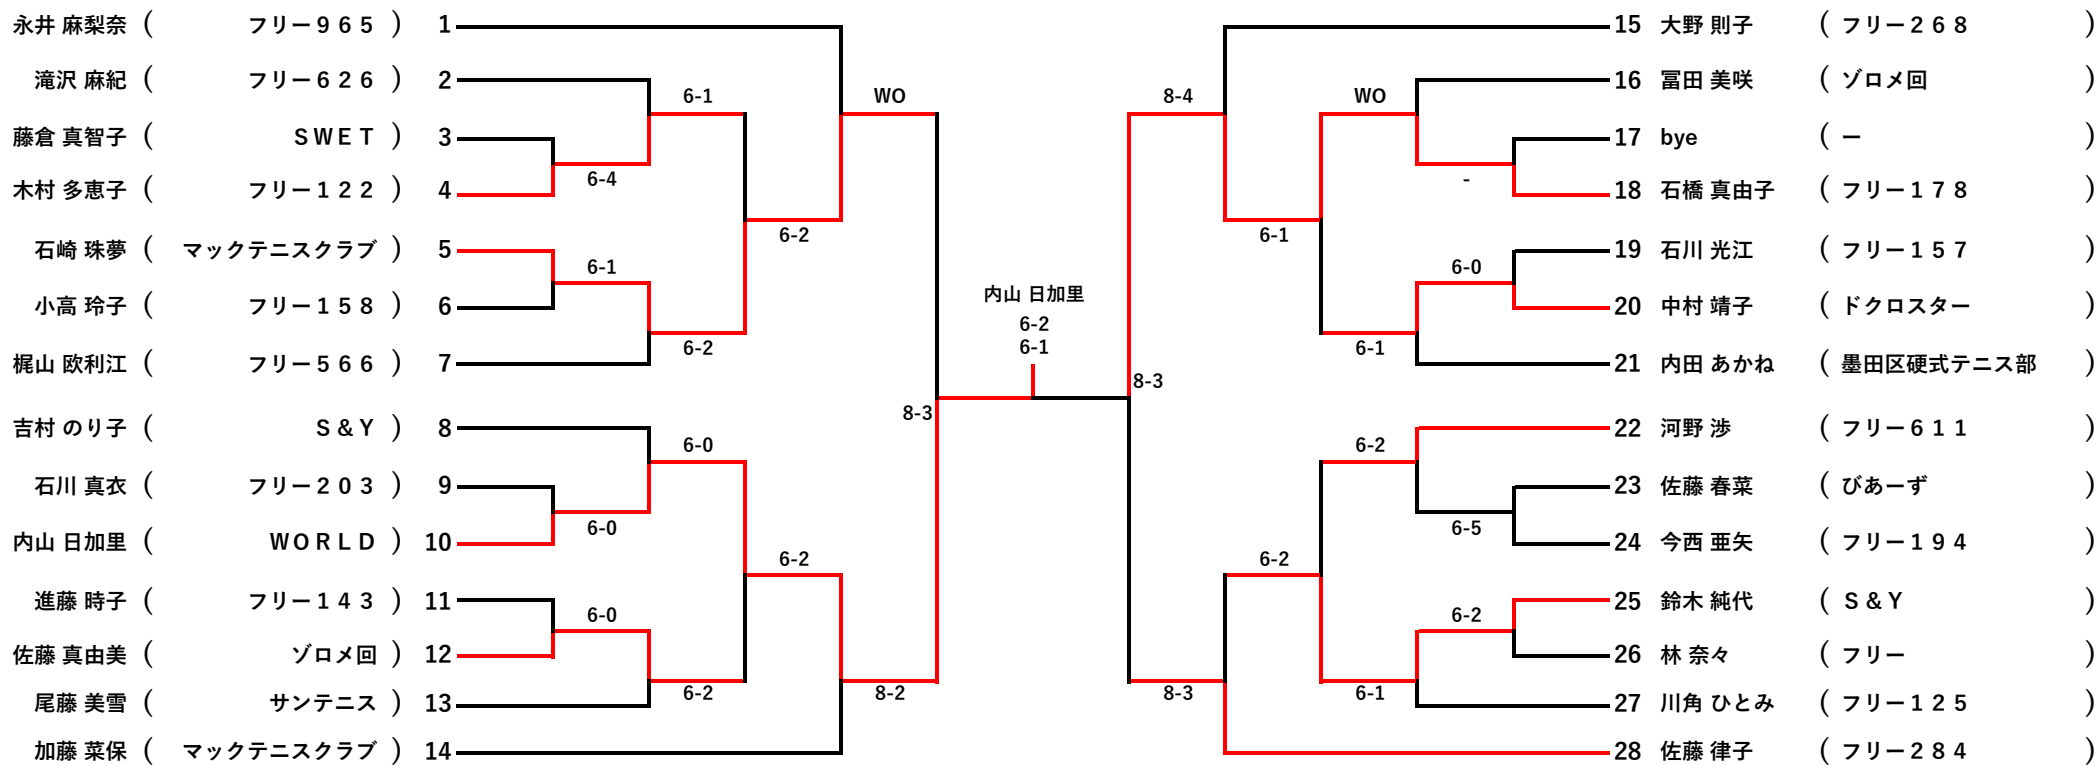 永井 麻梨奈 ( フリー９６５ ) 1
滝沢 麻紀 ( フリー６２６ ) 2
藤倉 真智子 ( ＳＷＥＴ ) 3
木村 多恵子 ( フリー１２２ ) 4
石崎 珠夢 ( マックテニスクラブ ) 5
小高 玲子 ( フリー１５８ ) 6
梶山 欧利江 ( フリー５６６ ) 7
吉村 のり子 ( Ｓ＆Ｙ ) 8
石川 真衣 ( フリー２０３ ) 9
内山 日加里 ( ＷＯＲＬＤ ) 10
進藤 時子 ( フリー１４３ ) 11
佐藤 真由美 ( ゾロメ回 ) 12
尾藤 美雪 ( サンテニス ) 13
加藤 菜保 ( マックテニスクラブ ) 14
6-4
6-1
6-0
6-0
6-1
6-2
6-0
6-2
6-2
6-2
WO
8-2
8-3
内山 日加里
6-2
6-1
8-3
8-4
8-3
6-1
6-2
WO
6-1
6-2
6-1
-
6-0
6-5
6-2
15 大野 則子 ( フリー２６８ )
16 冨田 美咲 ( ゾロメ回 )
17 bye ( ー )
18 石橋 真由子 ( フリー１７８ )
19 石川 光江 ( フリー１５７ )
20 中村 靖子 ( ドクロスター )
21 内田 あかね ( 墨田区硬式テニス部 )
22 河野 渉 ( フリー６１１ )
23 佐藤 春菜 ( びあーず )
24 今西 亜矢 ( フリー１９４ )
25 鈴木 純代 ( Ｓ＆Ｙ )
26 林 奈々 ( フリー )
27 川角 ひとみ ( フリー１２５ )
28 佐藤 律子 ( フリー２８４ )